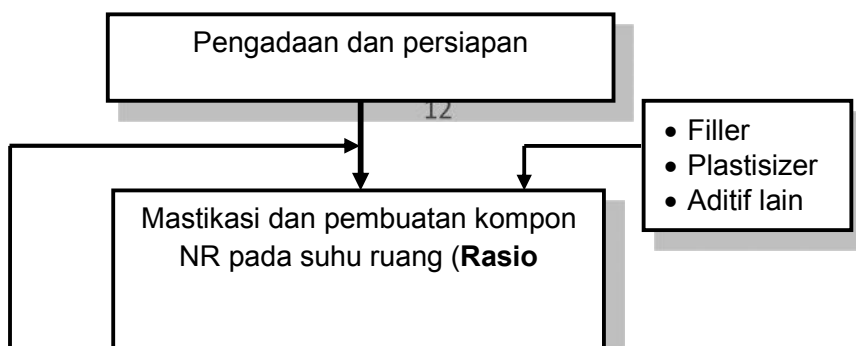 Pengadaan dan persiapan
12
• Filler
• Plastisizer
• Aditif lain
Mastikasi dan pembuatan kompon
NR pada suhu ruang (Rasio